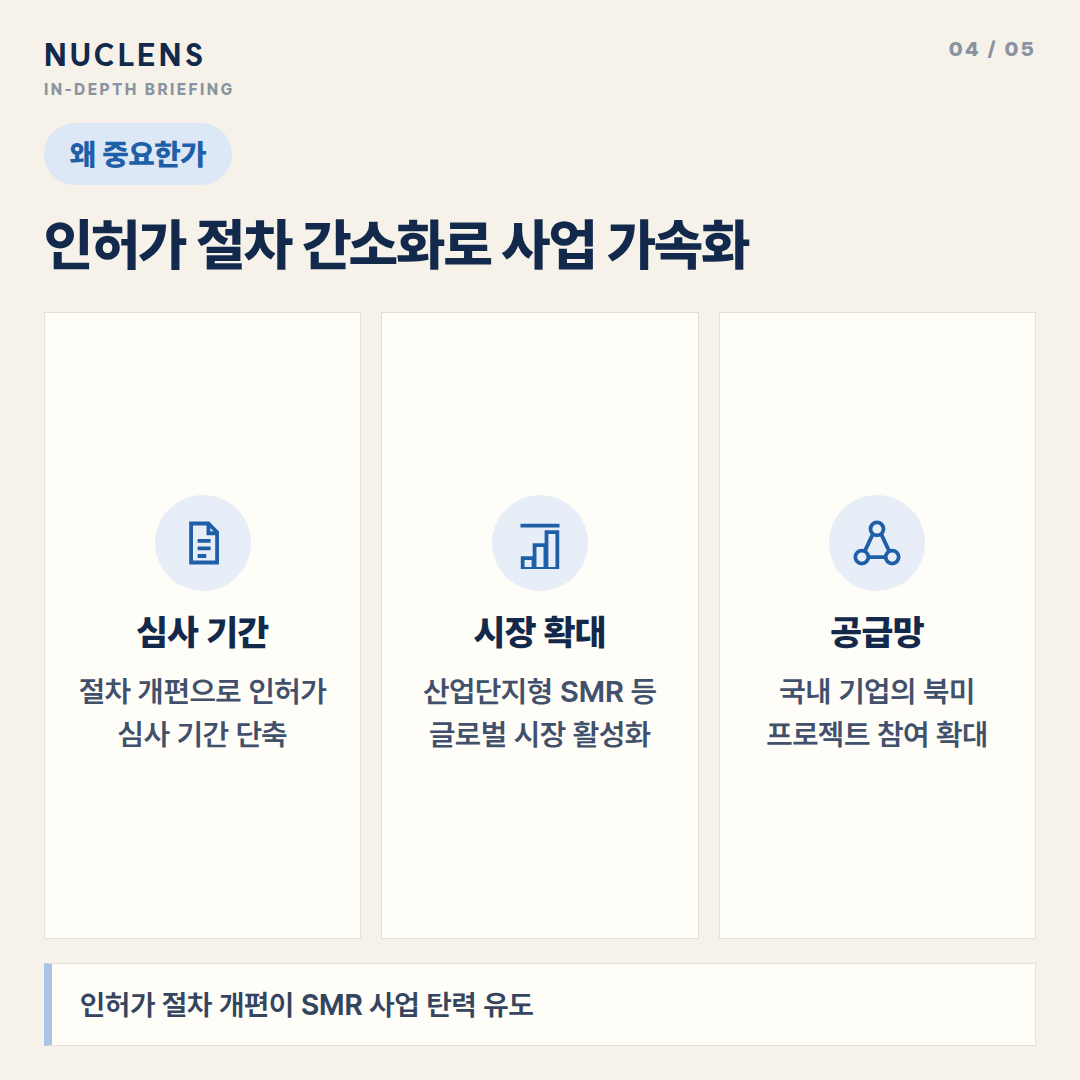 NUCLENS
04 / 05
IN-DEPTH BRIEFING
왜 중요한가
인허가 절차 간소화로 사업 가속화
심사 기간
절차 개편으로 인허가
심사 기간 단축
시장 확대
산업단지형 SMR 등
글로벌 시장 활성화
공급망
국내 기업의 북미
프로젝트 참여 확대
인허가 절차 개편이 SMR 사업 탄력 유도